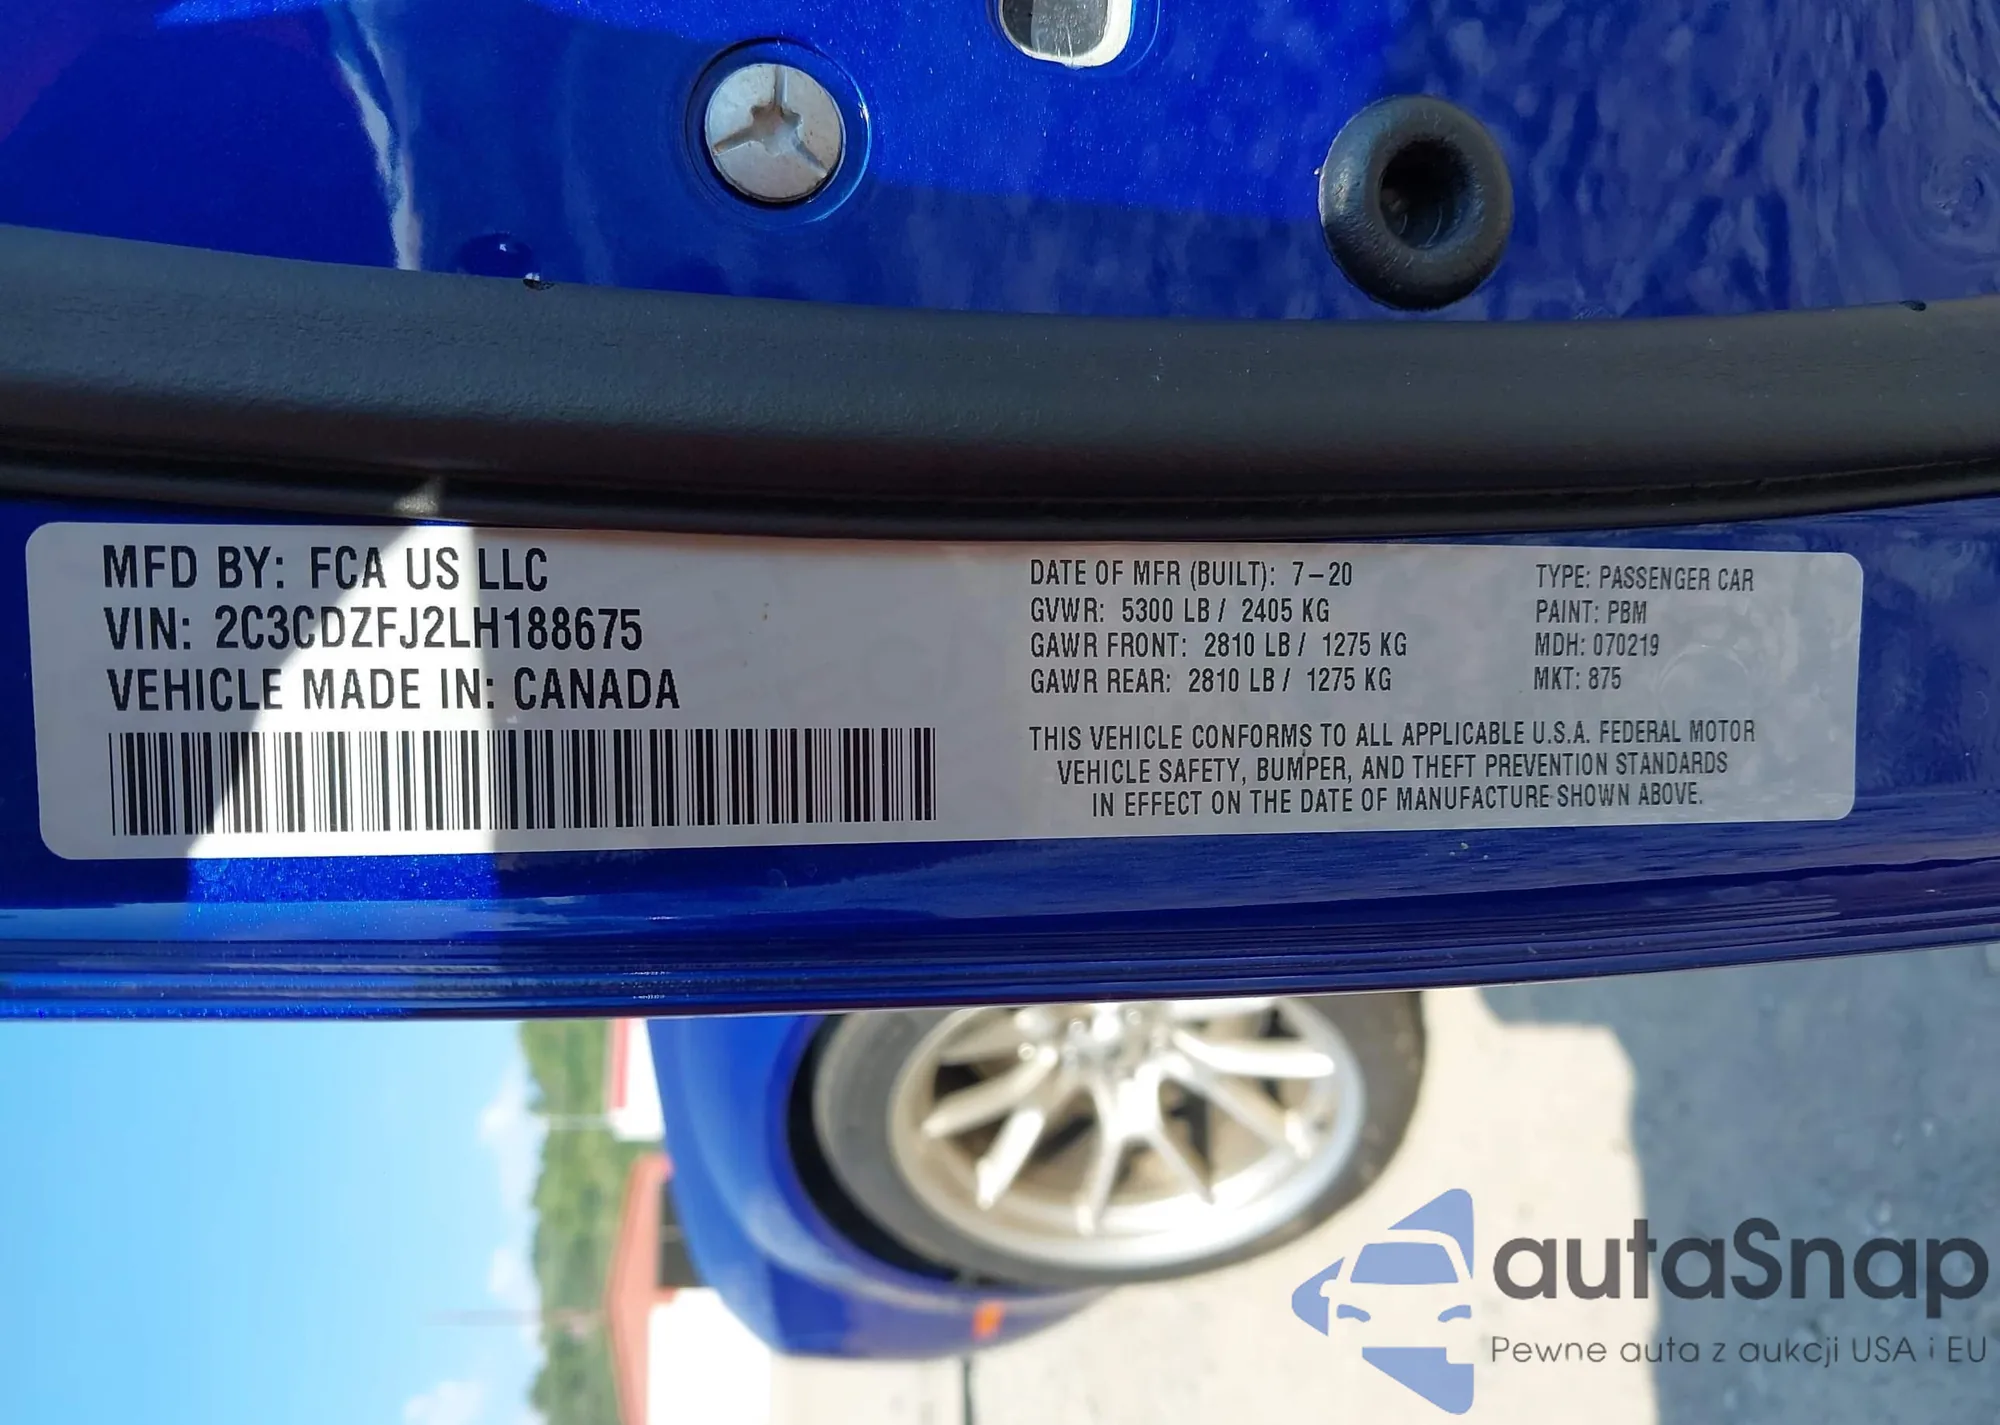 MFD BY: FCA US LLC
VIN: 2C3CDZFJ2LH188675
VEHICLE MADE IN: CANADA
DATE OF MFR (BUILT): 7-20
GVWR: 5300 LB / 2405 KG
GAWR FRONT: 2810 LB / 1275 KG
GAWR REAR: 2810 LB / 1275 KG
TYPE: PASSENGER CAR
PAINT: PBM
MDH: 070219
MKT: 875
THIS VEHICLE CONFORMS TO ALL APPLICABLE U.S.A. FEDERAL MOTOR
VEHICLE SAFETY, BUMPER, AND THEFT PREVENTION STANDARDS
IN EFFECT ON THE DATE OF MANUFACTURE SHOWN ABOVE.
autaSnap
Pewne auta z aukcji USA i EU